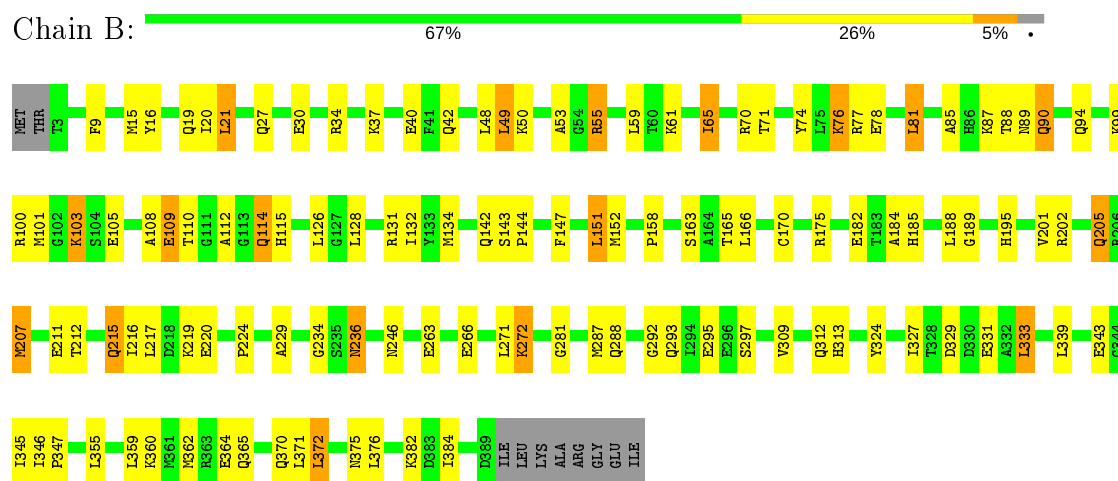 Chain B:
67% 26% 5% •
MET THR T3 F9 M15 Y16 Q19 I20 L21 Q27 E30 R34 K37 E40 F41 Q42 L48 L49 K50 A53 G54 R55 L59 T60 K61 I65 R70 T71 Y74 L75 K76 R77 E78 L81 A85 H86 K87 T88 N89 Q90 Q94
R100 M101 G102 K103 S104 E105 A108 E109 T110 G111 A112 G113 Q114 H115 L126 G127 L128 R131 I132 Y133 M134 Q142 S143 P144 F147 L151 M152 P158 S163 A164 T165 L166 C170 R175 E182 T183 A184 H185 L188 G189 H195 V201 R202 Q205
M207 E211 T212 Q215 I216 L217 D218 K219 E220 P224 A229 G234 S235 N236 N246 E263 E266 L271 K272 G281 M287 Q288 G292 Q293 I294 E295 E296 S297 V309 Q312 H313 Y324 I327 T328 D329 D330 E331 A332 L333 L339 E343
I345 I346 P347 L355 L359 K360 M361 M362 R363 E364 Q365 Q370 L371 L372 N375 L376 K382 D383 I384 D389 ILE LEU LYS ALA ARG GLY GLU ILE